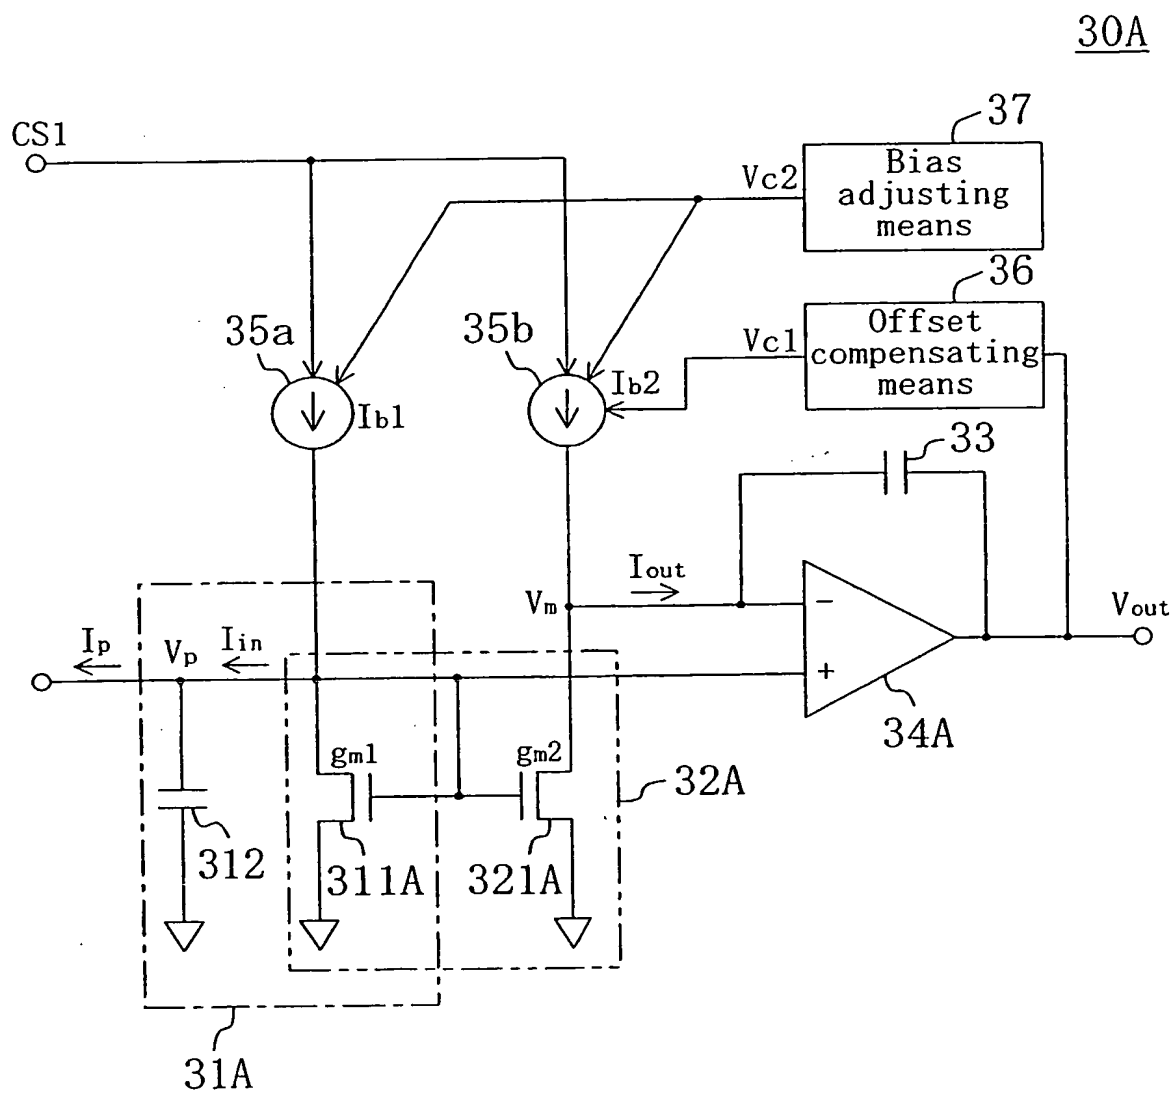 30A
CS1
37
Vc2
Bias
adjusting
means
36
35a
35b
Vc1
Offset
compensating
means
Ib1
Ib2
33
Iout
Vm
−
Vout
Ip
Vp
Iin
+
34A
gm1
gm2
32A
312
311A
321A
31A